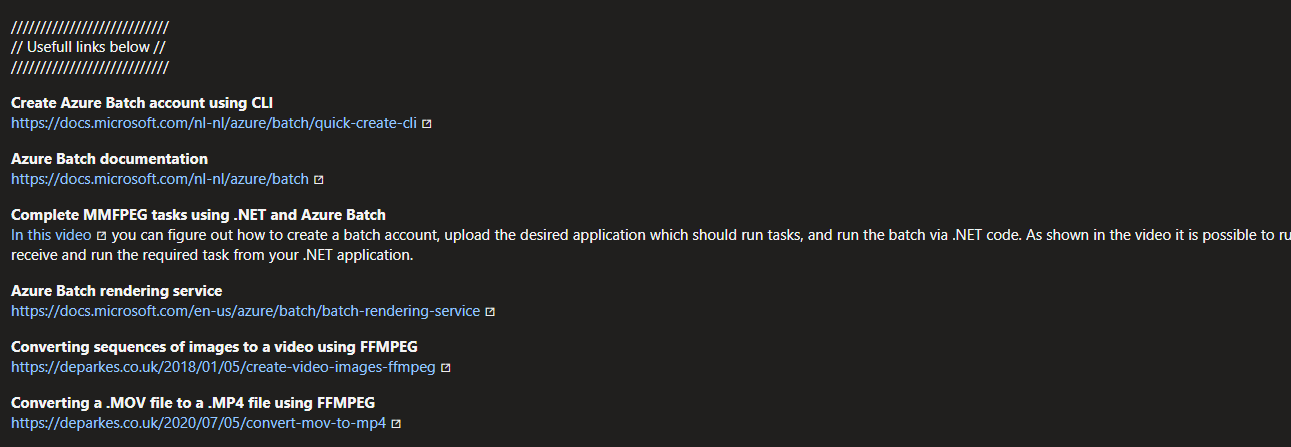 ///////////////////////////
// Usefull links below //
///////////////////////////
Create Azure Batch account using CLI
https://docs.microsoft.com/nl-nl/azure/batch/quick-create-cli
Azure Batch documentation
https://docs.microsoft.com/nl-nl/azure/batch
Complete MMFPEG tasks using .NET and Azure Batch
In this video you can figure out how to create a batch account, upload the desired application which should run tasks, and run the batch via .NET code. As shown in the video it is possible to
receive and run the required task from your .NET application.
Azure Batch rendering service
https://docs.microsoft.com/en-us/azure/batch/batch-rendering-service
Converting sequences of images to a video using FFMPEG
https://deparkes.co.uk/2018/01/05/create-video-images-ffmpeg
Converting a .MOV file to a .MP4 file using FFMPEG
https://deparkes.co.uk/2020/07/05/convert-mov-to-mp4